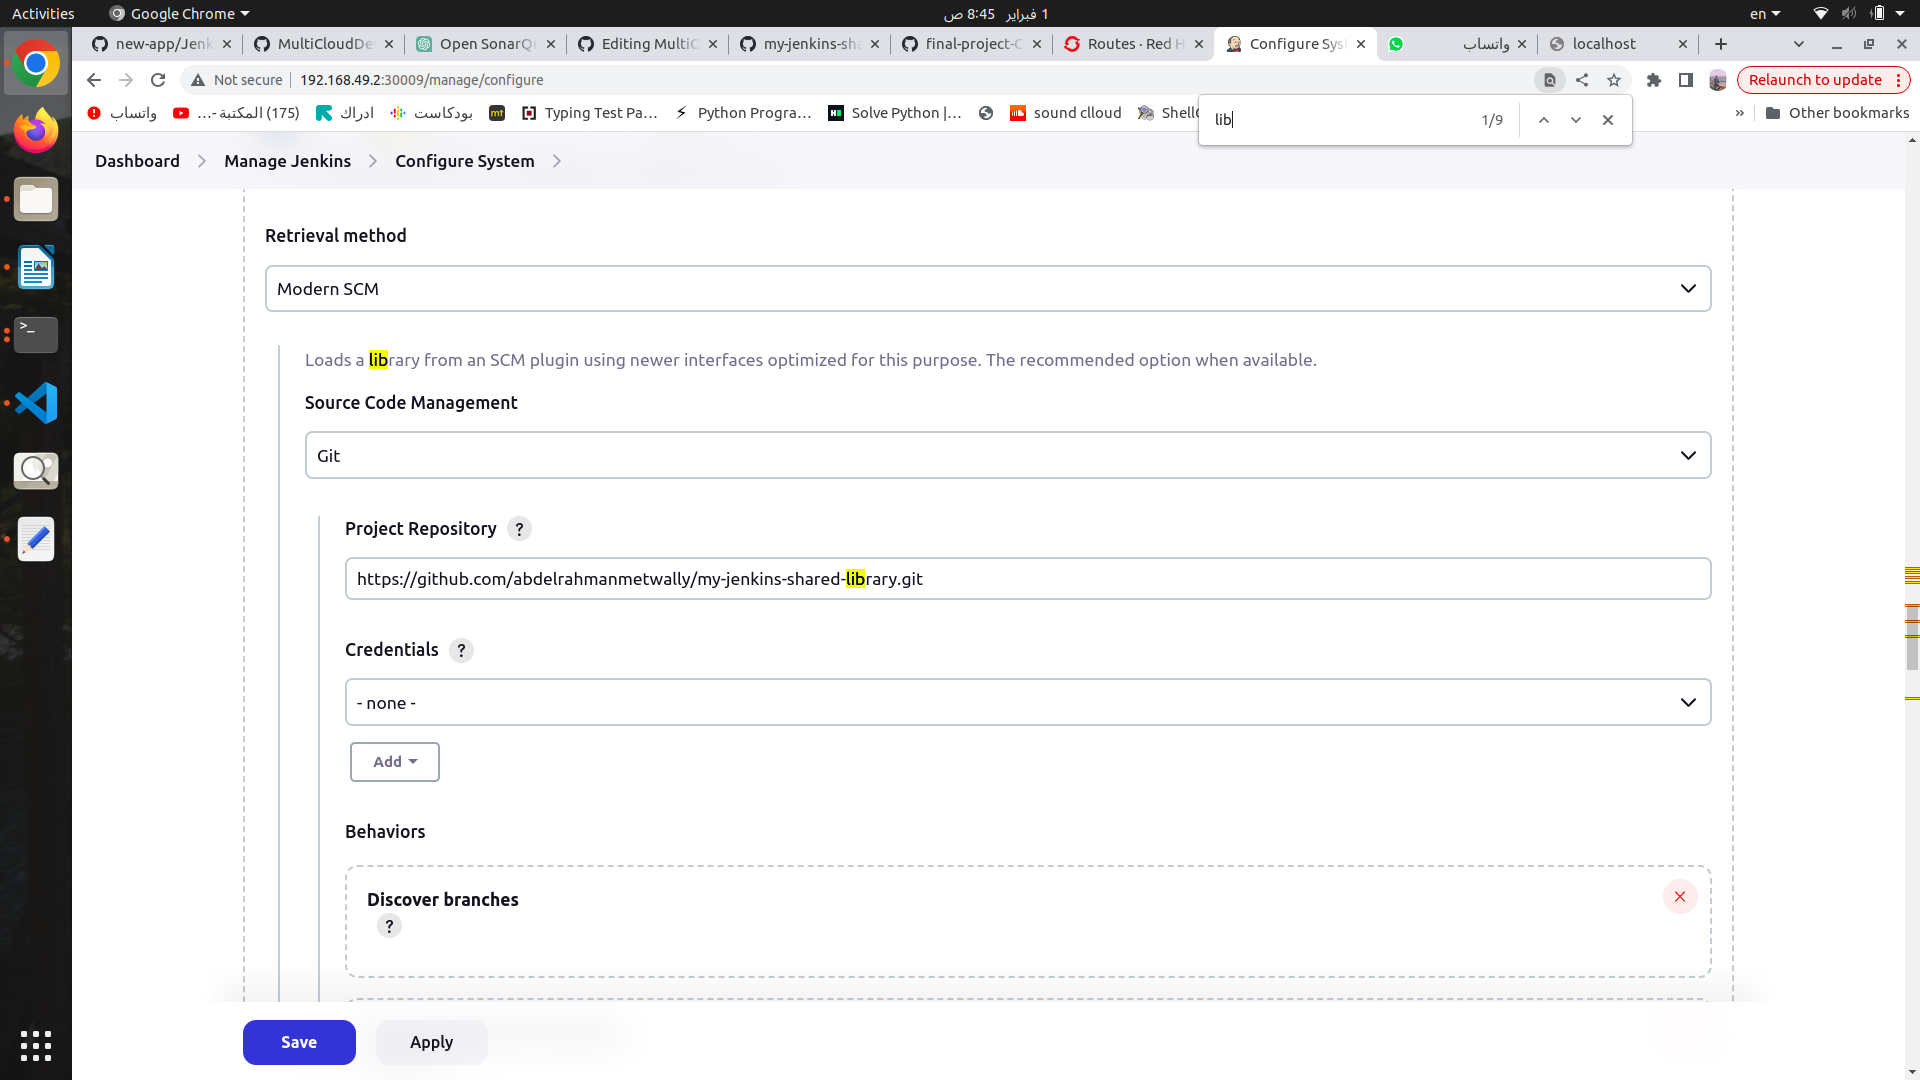 Activities
Google Chrome
1 فبراير 8:45 ص
en
new-app/Jenk
MultiCloudDev
Open SonarQu
Editing MultiC
my-jenkins-sha
final-project-C
Routes · Red H
Configure Syst
واتساب
localhost
Not secure
192.168.49.2:30009/manage/configure
Relaunch to update
واتساب
(175) المكتبة -...
ادراك
بودكاست
mt
Typing Test Pa...
Python Progra...
Solve Python |...
sound clloud
ShellC
»
Other bookmarks
lib
1/9
Dashboard
Manage Jenkins
Configure System
Retrieval method
Modern SCM
Loads a library from an SCM plugin using newer interfaces optimized for this purpose. The recommended option when available.
Source Code Management
Git
Project Repository ?
https://github.com/abdelrahmanmetwally/my-jenkins-shared-library.git
Credentials ?
- none -
Add
Behaviors
Discover branches
?
Save
Apply